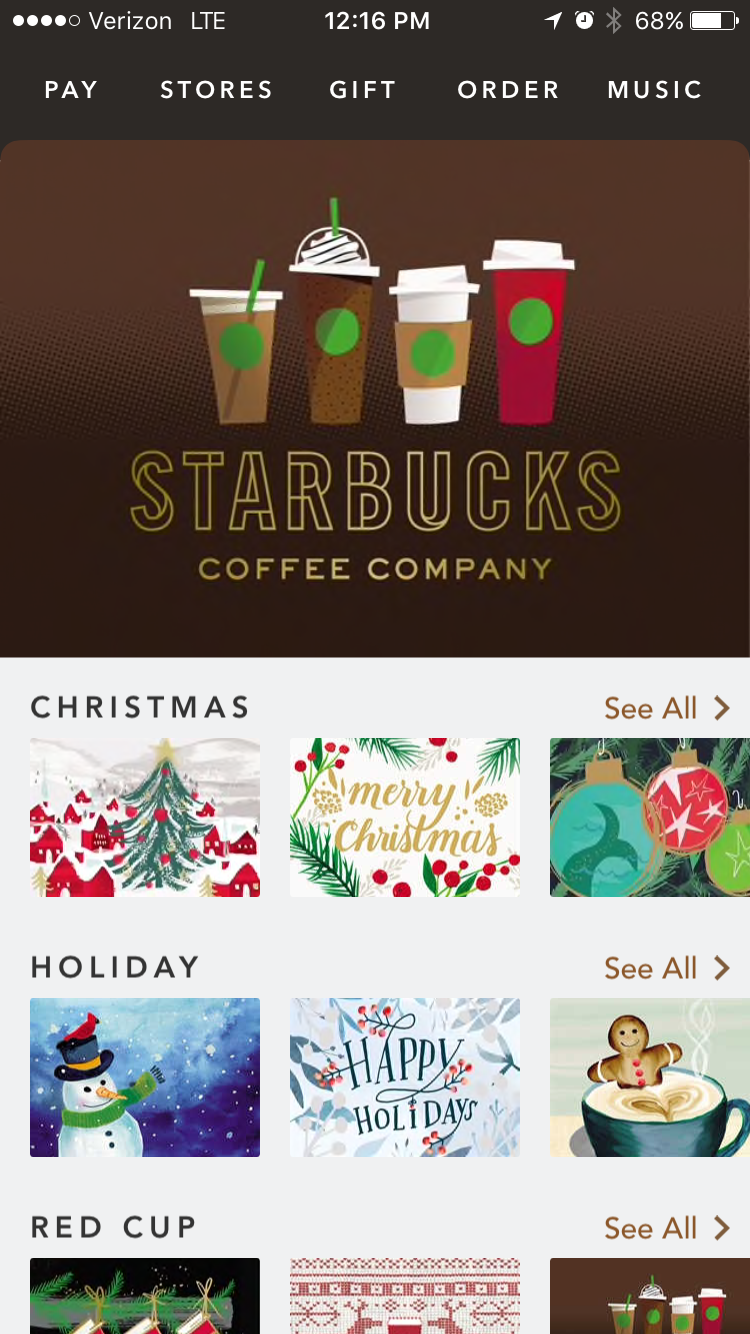 Verizon LTE 12:16 PM 68%
PAY STORES GIFT ORDER MUSIC
STARBUCKS
COFFEE COMPANY
CHRISTMAS See All
merry
Christmas
HOLIDAY See All
HAPPY
HOLiDAYS
RED CUP See All